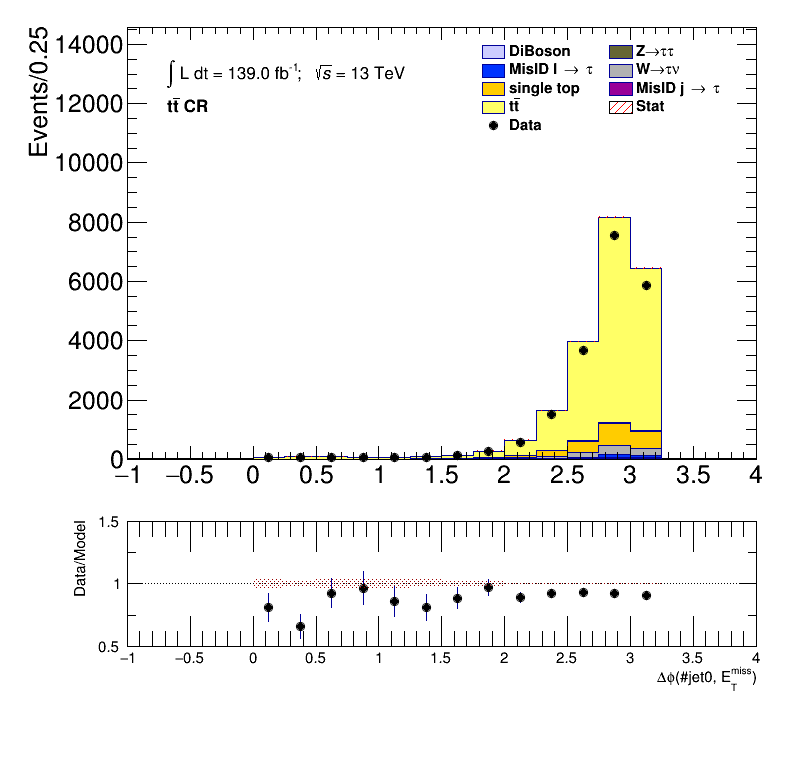 Events/0.25
14000
12000
10000
8000
6000
4000
2000
0
∫ L dt = 139.0 fb⁻¹; √s = 13 TeV
tt̄ CR
DiBoson
MisID l → τ
single top
tt̄
Data
Z→ττ
W→τν
MisID j → τ
Stat
−1 −0.5 0 0.5 1 1.5 2 2.5 3 3.5 4
Data/Model
1.5
1
0.5
−1 −0.5 0 0.5 1 1.5 2 2.5 3 3.5 4
Δϕ(#jet0, E_T^miss)